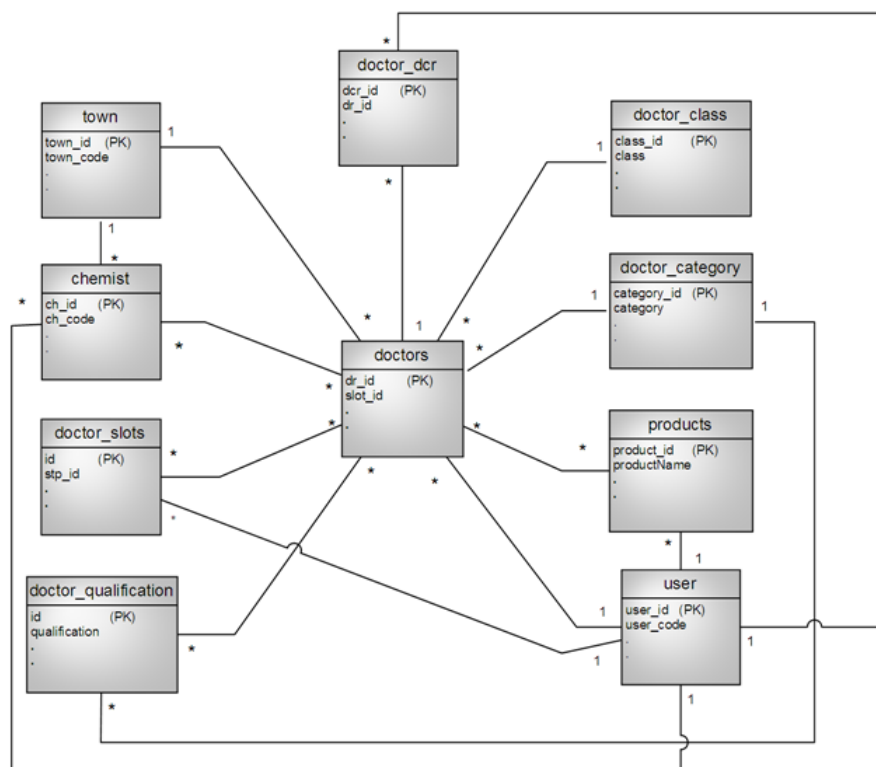 *
doctor_dcr
dcr_id (PK)
dr_id
.
.
*
town
town_id (PK)
town_code
.
.
1
1
*
doctor_class
class_id (PK)
class
.
.
1
*
chemist
ch_id (PK)
ch_code
.
.
*
*
doctor_category
category_id (PK)
category
.
.
1
1
*
1
*
*
doctors
dr_id (PK)
slot_id
.
.
*
*
*
*
*
doctor_slots
id (PK)
stp_id
.
.
*
*
products
product_id (PK)
productName
.
.
*
*
1
doctor_qualification
id (PK)
qualification
.
.
*
*
user
user_id (PK)
user_code
.
.
1
1
1
1